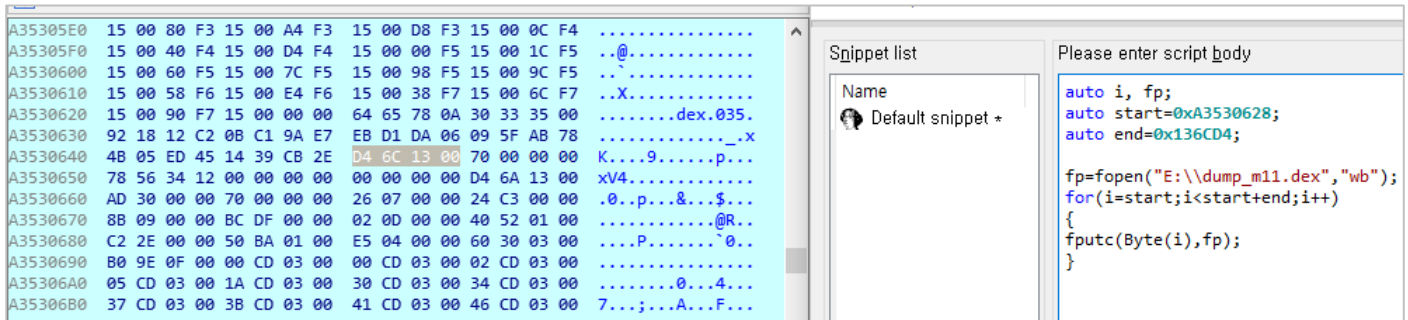 A35305E0 15 00 80 F3 15 00 A4 F3 15 00 D8 F3 15 00 0C F4 ................
A35305F0 15 00 40 F4 15 00 D4 F4 15 00 00 F5 15 00 1C F5 ..@.............
A3530600 15 00 60 F5 15 00 7C F5 15 00 98 F5 15 00 9C F5 ..`.............
A3530610 15 00 58 F6 15 00 E4 F6 15 00 38 F7 15 00 6C F7 ..X.............
A3530620 15 00 90 F7 15 00 00 00 64 65 78 0A 30 33 35 00 ........dex.035.
A3530630 92 18 12 C2 0B C1 9A E7 EB D1 DA 06 09 5F AB 78 ............._.x
A3530640 4B 05 ED 45 14 39 CB 2E D4 6C 13 00 70 00 00 00 K....9......p...
A3530650 78 56 34 12 00 00 00 00 00 00 00 00 D4 6A 13 00 xV4.............
A3530660 AD 30 00 00 70 00 00 00 26 07 00 00 24 C3 00 00 .0..p...&...$...
A3530670 8B 09 00 00 BC DF 00 00 02 0D 00 00 40 52 01 00 ............@R..
A3530680 C2 2E 00 00 50 BA 01 00 E5 04 00 00 60 30 03 00 ....P.......`0..
A3530690 B0 9E 0F 00 00 CD 03 00 00 CD 03 00 02 CD 03 00 ................
A35306A0 05 CD 03 00 1A CD 03 00 30 CD 03 00 34 CD 03 00 ........0...4...
A35306B0 37 CD 03 00 3B CD 03 00 41 CD 03 00 46 CD 03 00 7...;...A...F...
Snippet list
Name
Default snippet *
Please enter script body
auto i, fp;
auto start=0xA3530628;
auto end=0x136CD4;
fp=fopen("E:\\dump_m11.dex","wb");
for(i=start;i<start+end;i++)
{
fputc(Byte(i),fp);
}